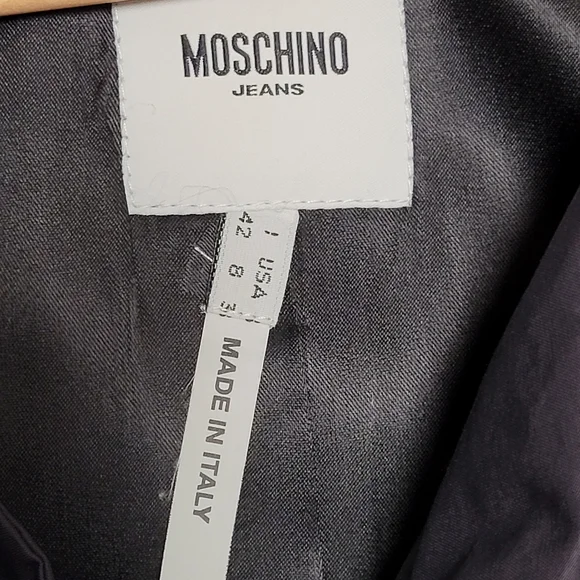 MOSCHINO
JEANS
I USA
42 8
MADE IN ITALY